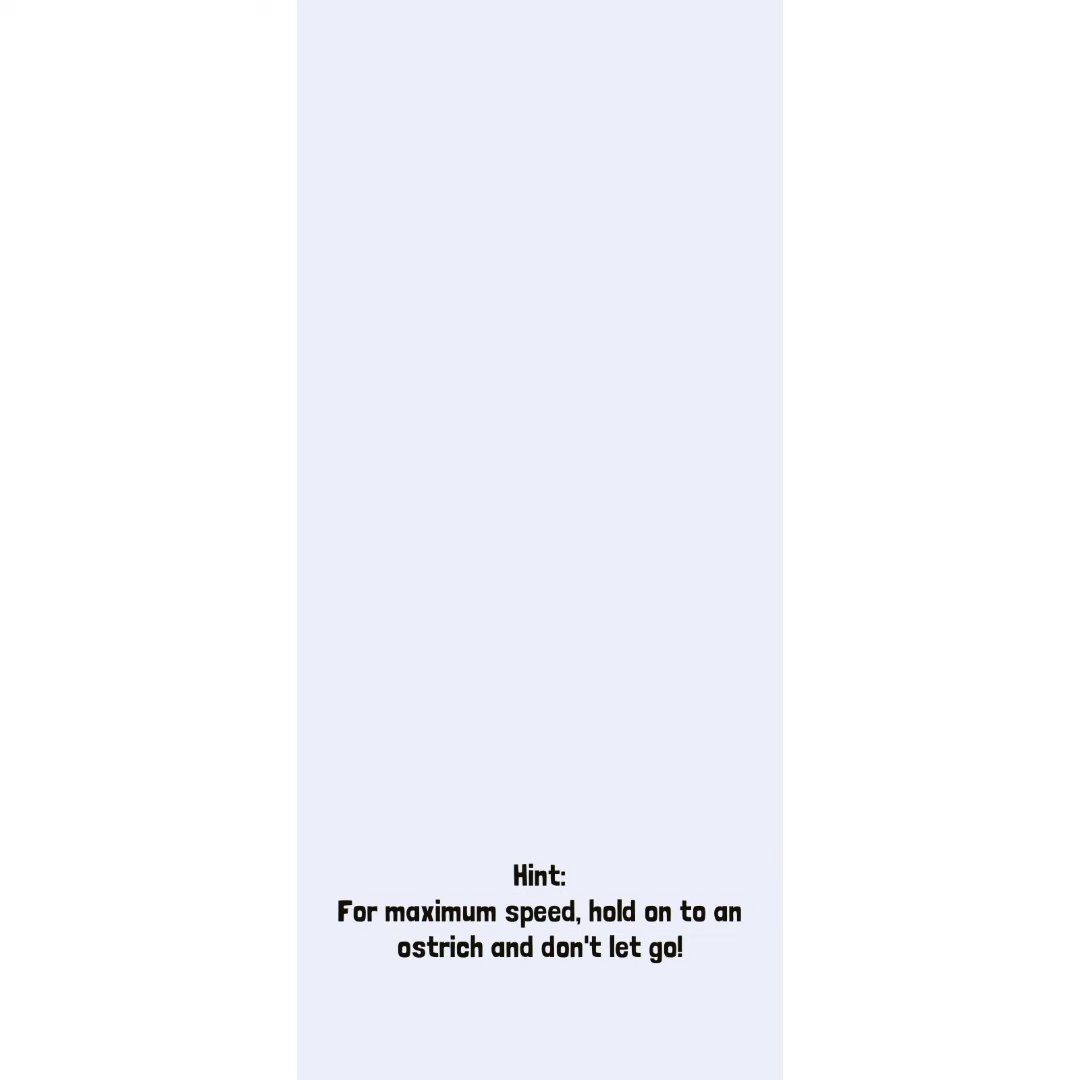 Hint:
For maximum speed, hold on to an
ostrich and don't let go!